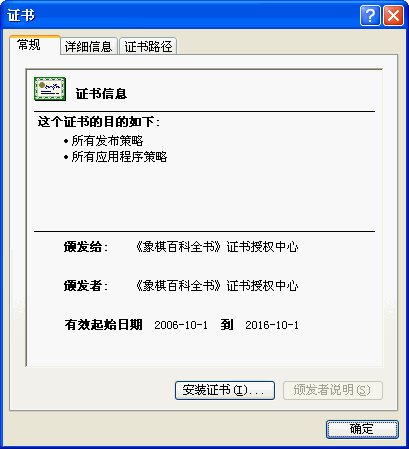 证书
常规 详细信息 证书路径
证书信息
这个证书的目的如下:
•所有发布策略
•所有应用程序策略
颁发给: 《象棋百科全书》证书授权中心
颁发者: 《象棋百科全书》证书授权中心
有效起始日期 2006-10-1 到 2016-10-1
安装证书(I)... 颁发者说明(S)
确定